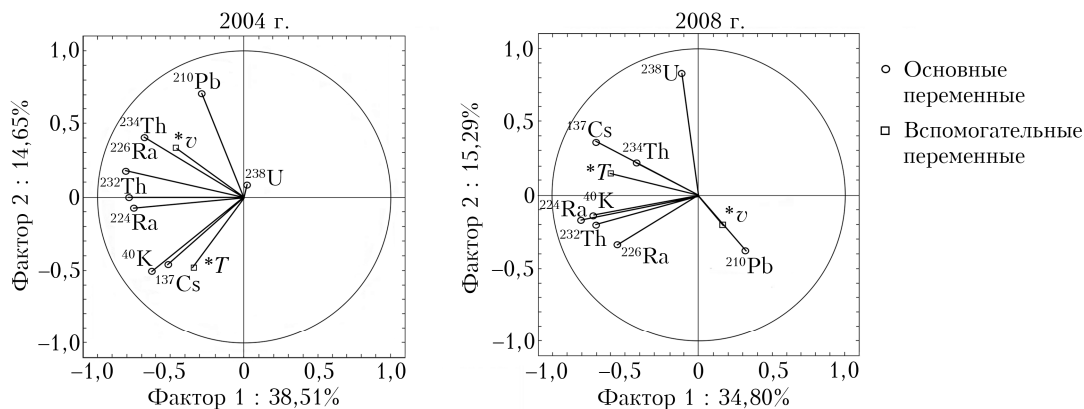 2004 г.
Фактор 2 : 14,65%
1,0
0,5
0
−0,5
−1,0
²¹⁰Pb
²³⁴Th
*v
²²⁶Ra
²³⁸U
²³²Th
²²⁴Ra
⁴⁰K
¹³⁷Cs
*T
−1,0 −0,5 0 0,5 1,0
Фактор 1 : 38,51%
2008 г.
Фактор 2 : 15,29%
1,0
0,5
0
−0,5
−1,0
²³⁸U
¹³⁷Cs
²³⁴Th
*T
²²⁴Ra
⁴⁰K
²³²Th
²²⁶Ra
*v
²¹⁰Pb
−1,0 −0,5 0 0,5 1,0
Фактор 1 : 34,80%
Основные
переменные
Вспомогательные
переменные